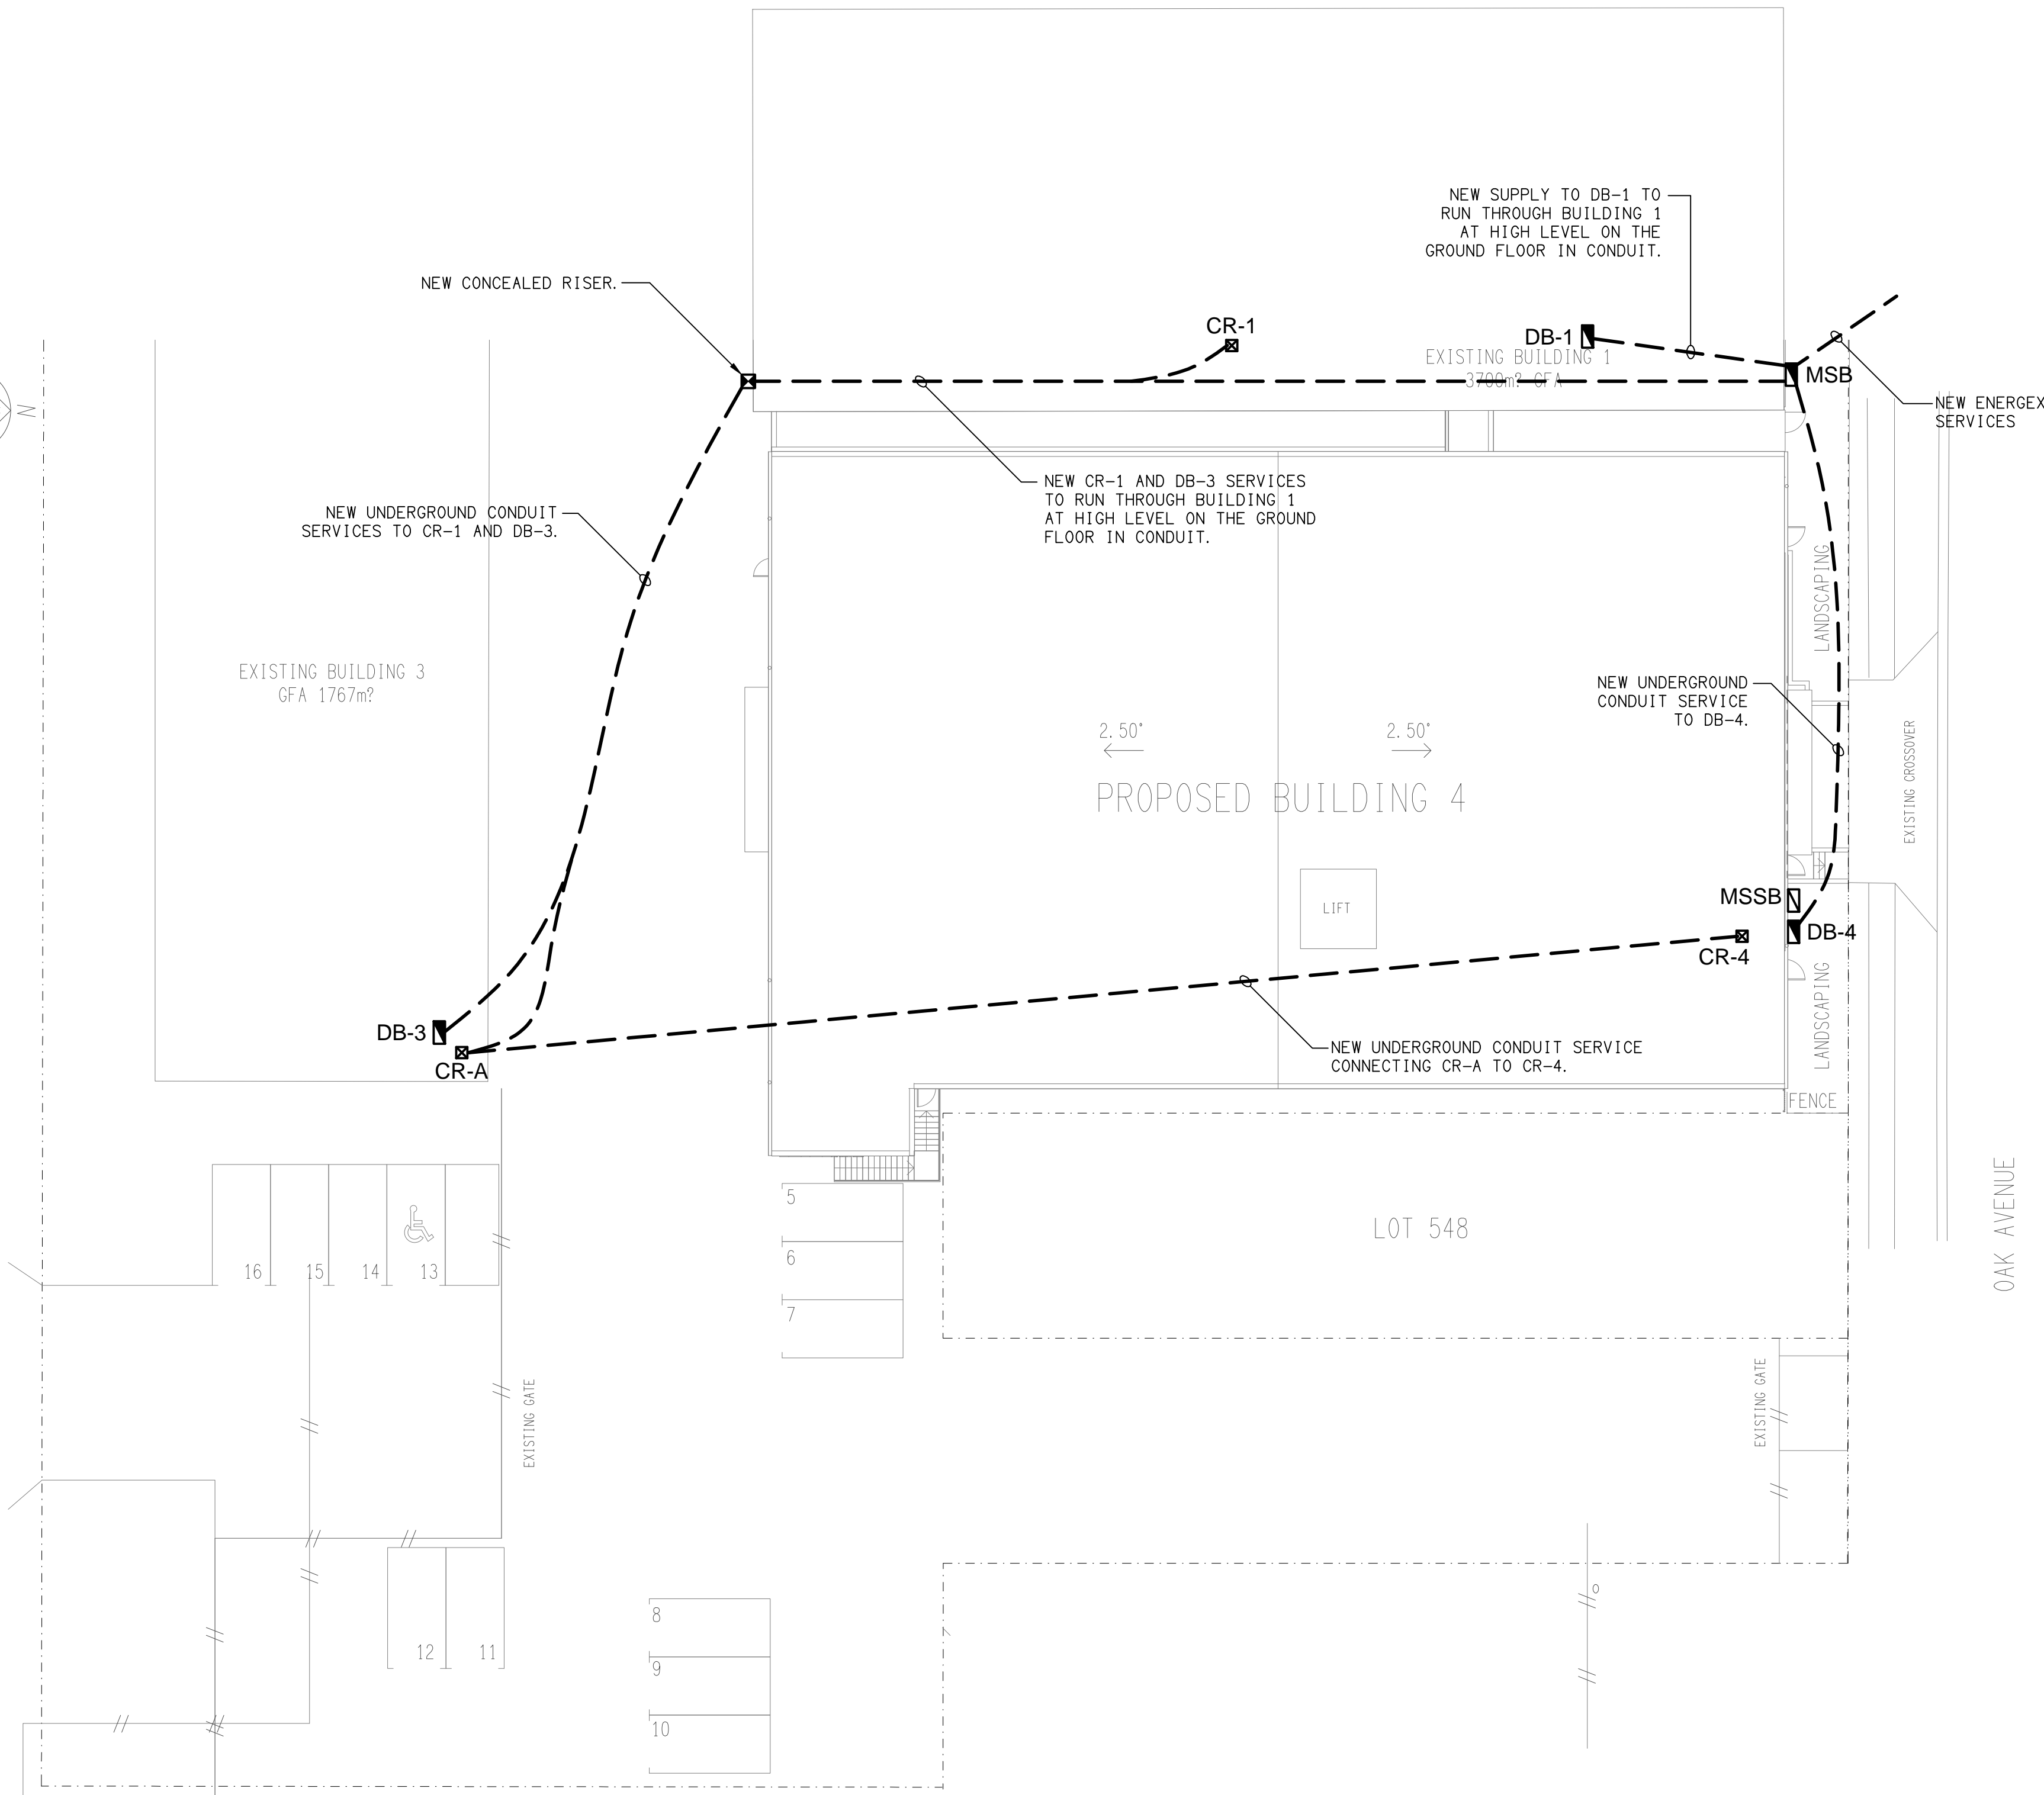 NEW SUPPLY TO DB-1 TO
RUN THROUGH BUILDING 1
AT HIGH LEVEL ON THE
GROUND FLOOR IN CONDUIT.
NEW CONCEALED RISER.
CR-1
DB-1
EXISTING BUILDING 1
3700m? GFA
MSB
N
NEW ENERGEX
SERVICES
NEW CR-1 AND DB-3 SERVICES
TO RUN THROUGH BUILDING 1
AT HIGH LEVEL ON THE GROUND
FLOOR IN CONDUIT.
NEW UNDERGROUND CONDUIT
SERVICES TO CR-1 AND DB-3.
LANDSCAPING
EXISTING BUILDING 3
GFA 1767m?
NEW UNDERGROUND
CONDUIT SERVICE
TO DB-4.
2.50°
2.50°
EXISTING CROSSOVER
PROPOSED BUILDING 4
LIFT
MSSB
DB-4
CR-4
LANDSCAPING
DB-3
CR-A
NEW UNDERGROUND CONDUIT SERVICE
CONNECTING CR-A TO CR-4.
FENCE
OAK AVENUE
5
6
7
LOT 548
16
15
14
13
EXISTING GATE
EXISTING GATE
12
11
8
9
10